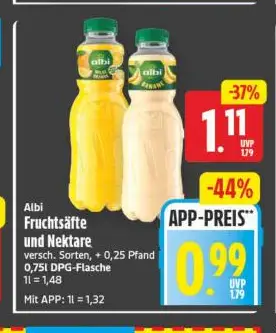 albi
albi
BANANE
-37%
1.11
UVP
1.79
-44%
APP-PREIS**
0.99
UVP
1.79
Albi
Fruchtsäfte
und Nektare
versch. Sorten, + 0,25 Pfand
0,75l DPG-Flasche
1l = 1,48
Mit APP: 1l = 1,32